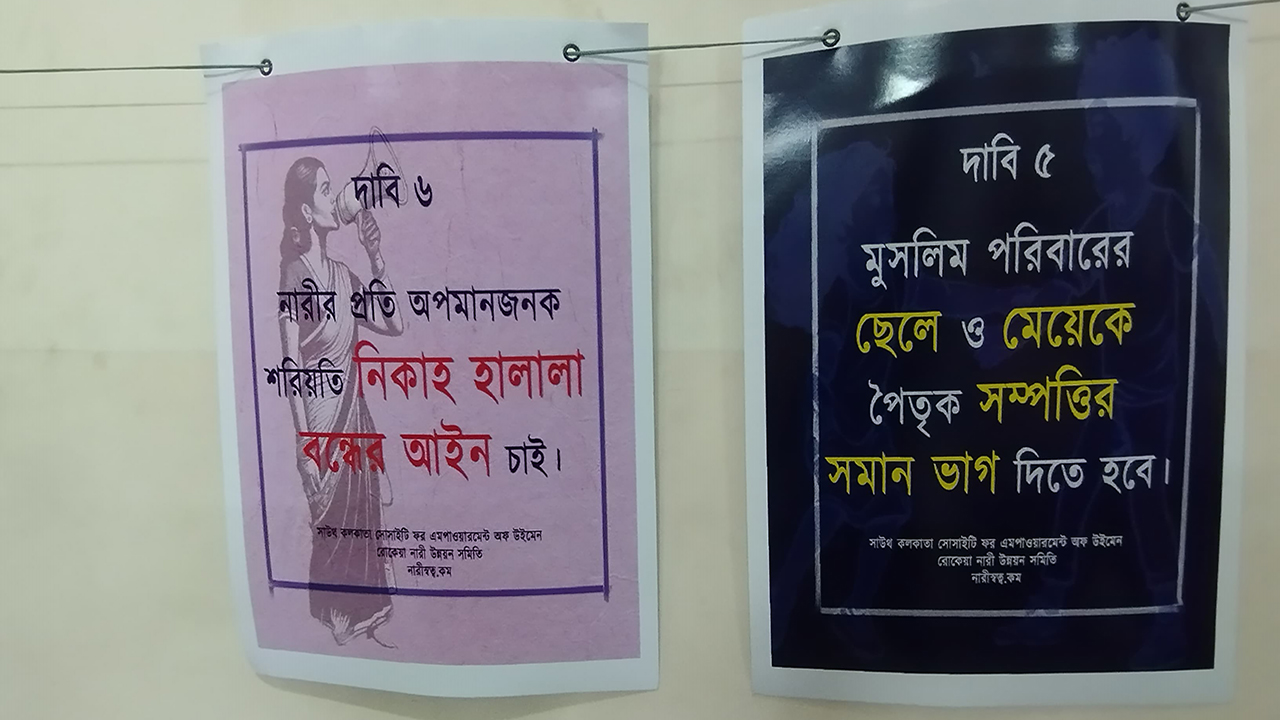 দাবি ৬
নারীর প্রতি অপমানজনক
শরিয়তি নিকাহ হালালা
বন্ধের আইন চাই।
সাউথ কলকাতা সোসাইটি ফর এমপাওয়ারমেন্ট অফ উইমেন
রোকেয়া নারী উন্নয়ন সমিতি
নারীস্বত্ব.কম
দাবি ৫
মুসলিম পরিবারের
ছেলে ও মেয়েকে
পৈতৃক সম্পত্তির
সমান ভাগ দিতে হবে।
সাউথ কলকাতা সোসাইটি ফর এমপাওয়ারমেন্ট অফ উইমেন
রোকেয়া নারী উন্নয়ন সমিতি
নারীস্বত্ব.কম